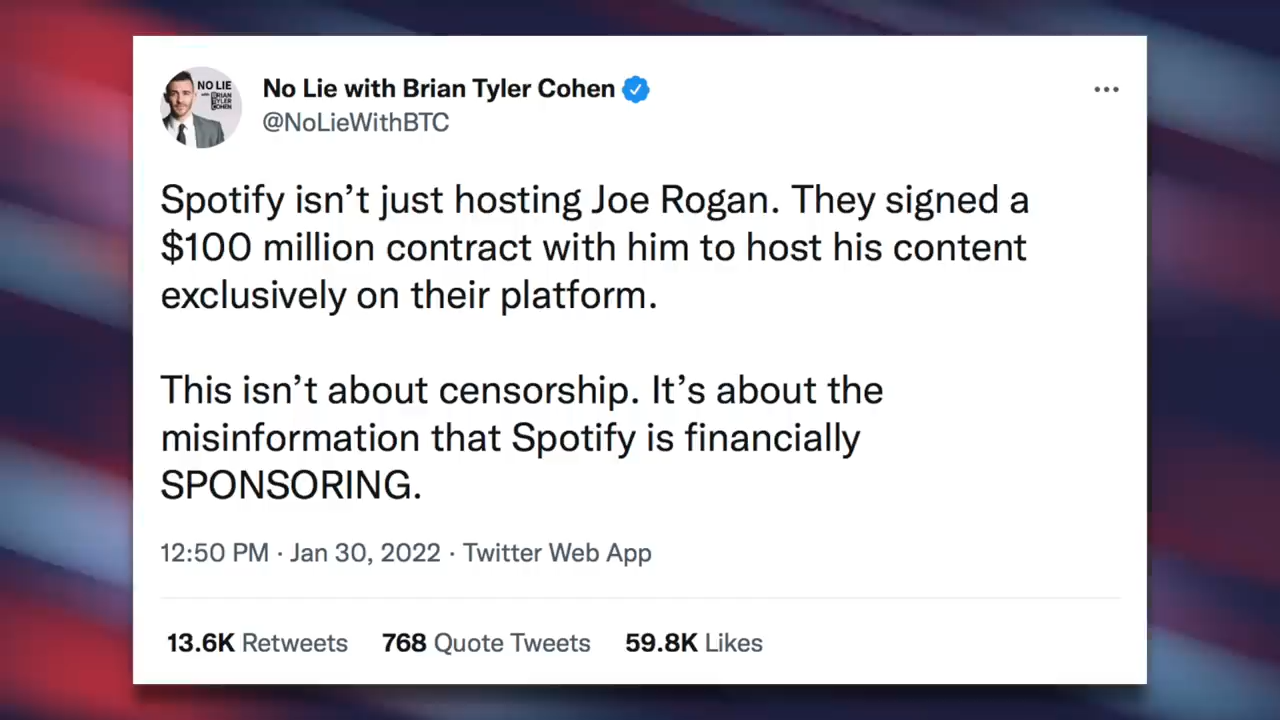 NO LIE
with BRIAN
TYLER
COHEN
No Lie with Brian Tyler Cohen
@NoLieWithBTC
Spotify isn’t just hosting Joe Rogan. They signed a
$100 million contract with him to host his content
exclusively on their platform.
This isn’t about censorship. It’s about the
misinformation that Spotify is financially
SPONSORING.
12:50 PM · Jan 30, 2022 · Twitter Web App
13.6K Retweets 768 Quote Tweets 59.8K Likes